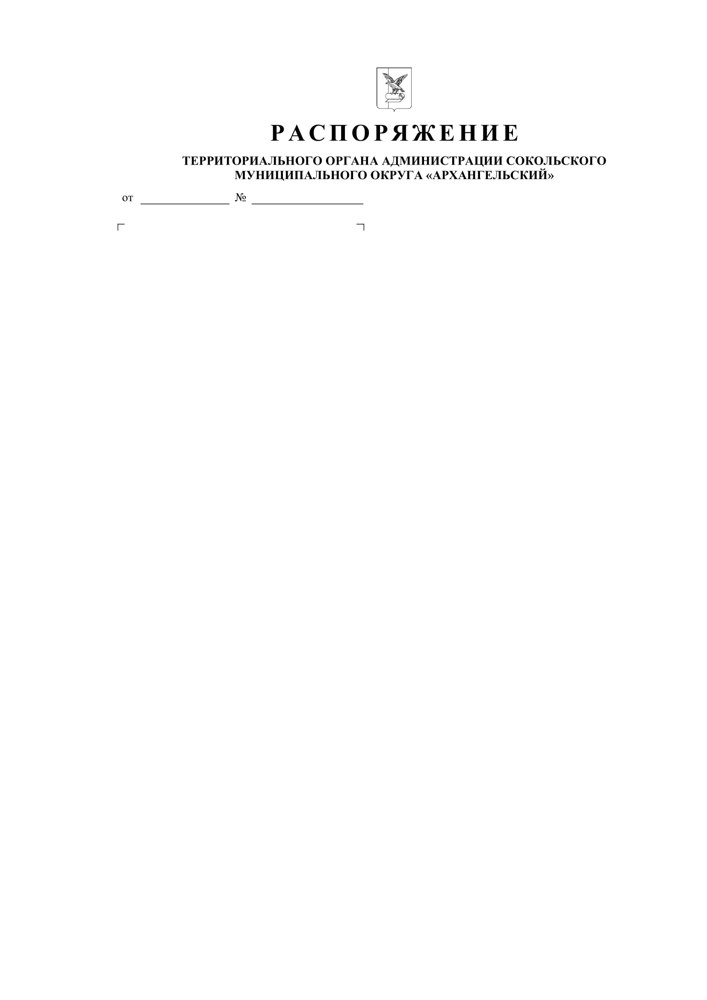 РАСПОРЯЖЕНИЕ
ТЕРРИТОРИАЛЬНОГО ОРГАНА АДМИНИСТРАЦИИ СОКОЛЬСКОГО
МУНИЦИПАЛЬНОГО ОКРУГА «АРХАНГЕЛЬСКИЙ»
от №